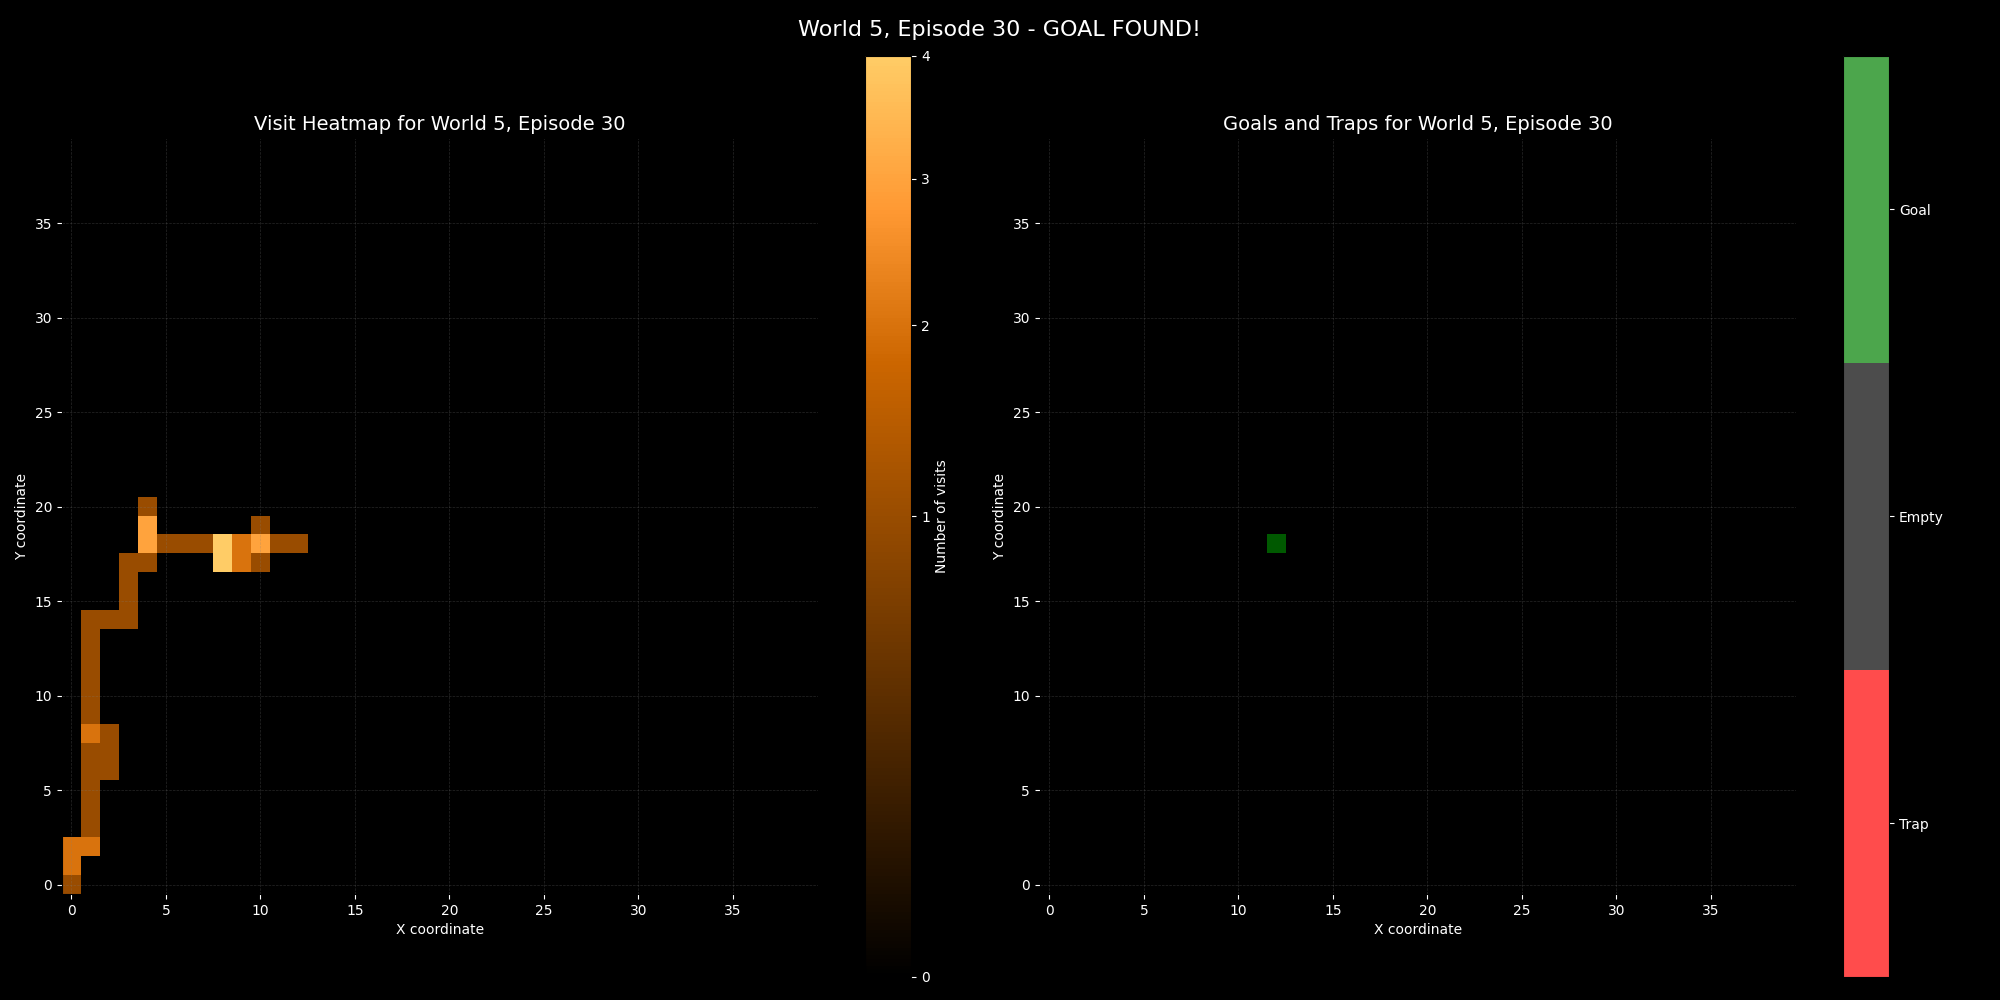 World 5, Episode 30 - GOAL FOUND!
Visit Heatmap for World 5, Episode 30
Y coordinate
35
30
25
20
15
10
5
0
0 5 10 15 20 25 30 35
X coordinate
4
3
2
1
0
Number of visits
Goals and Traps for World 5, Episode 30
Y coordinate
35
30
25
20
15
10
5
0
0 5 10 15 20 25 30 35
X coordinate
Goal
Empty
Trap